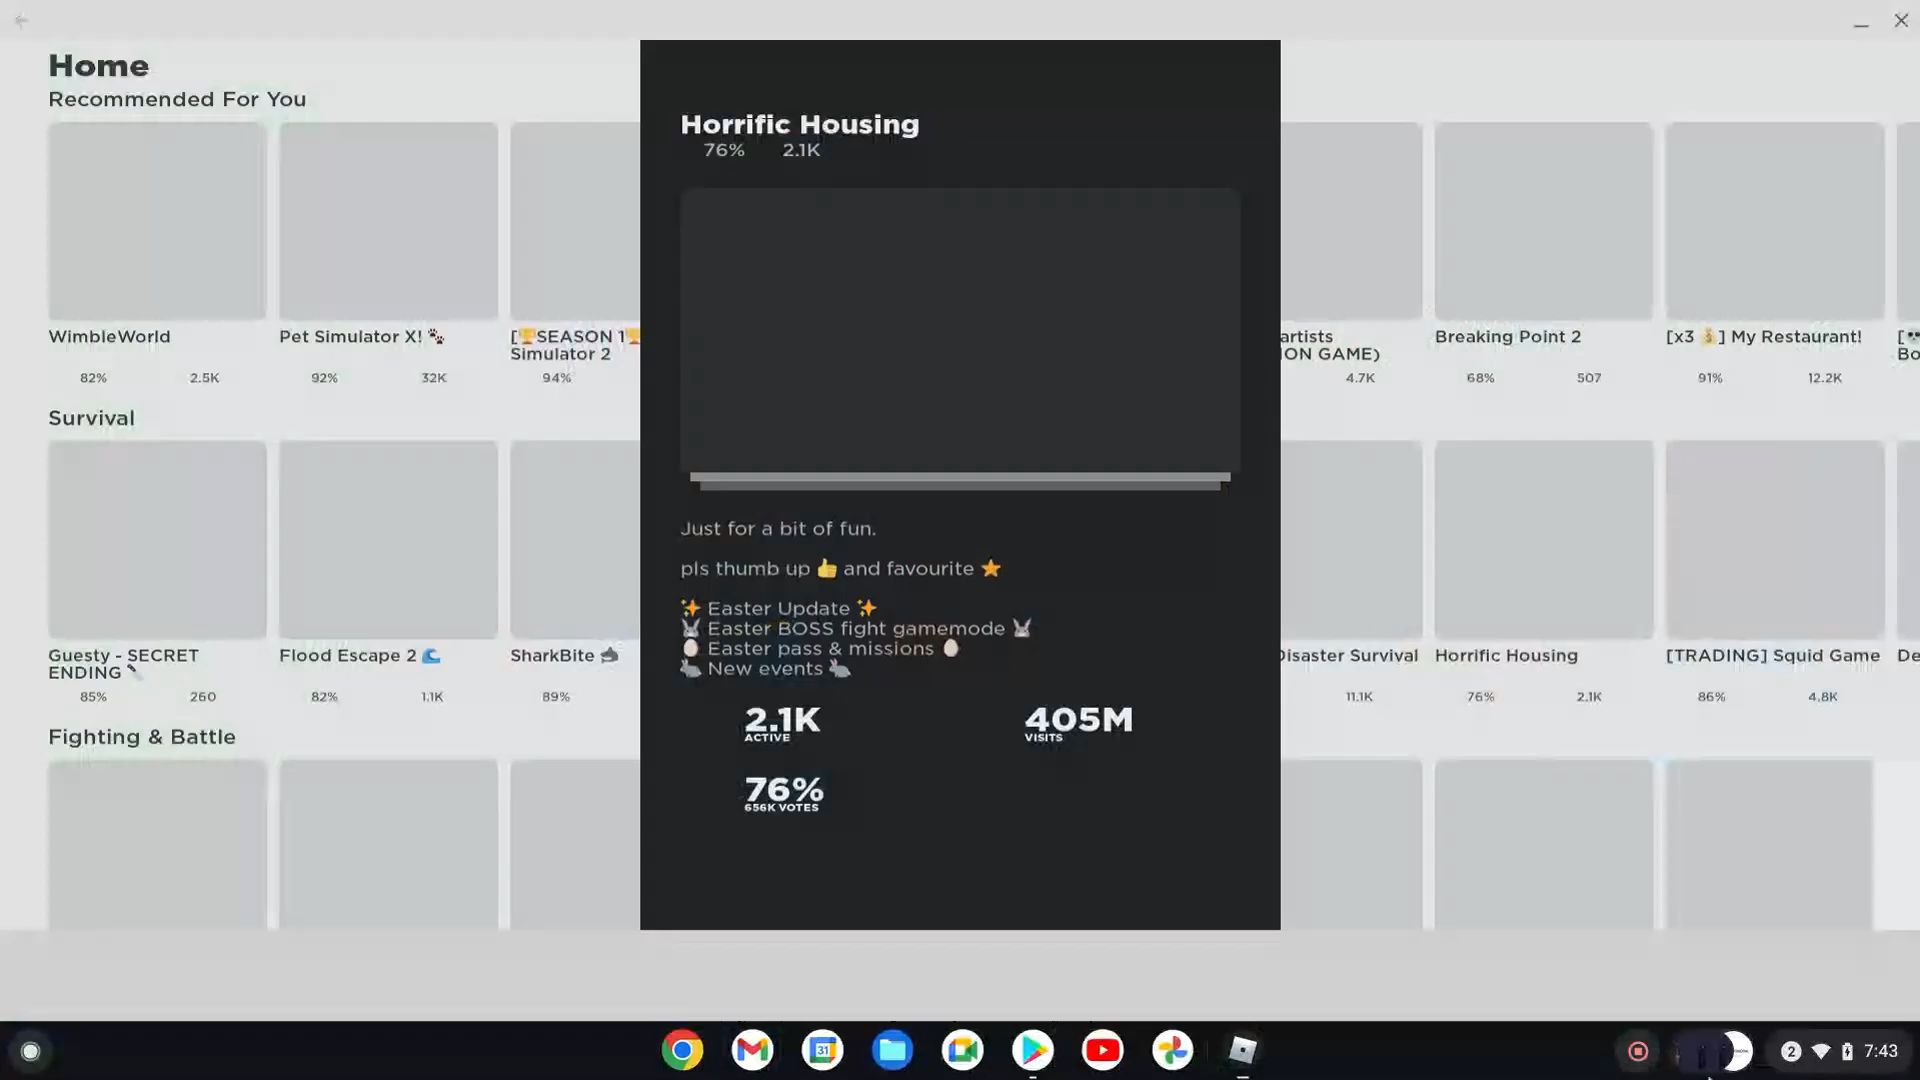 Home
Recommended For You
WimbleWorld
82% 2.5K
Pet Simulator X! 🐾
92% 32K
[🏆SEASON 1🏆
Simulator 2
94%
artists
ON GAME)
4.7K
Breaking Point 2
68% 507
[x3 💰] My Restaurant!
91% 12.2K
[💀
Bo
Survival
Guesty - SECRET
ENDING 🔪
85% 260
Flood Escape 2 🌊
82% 1.1K
SharkBite 🦈
89%
Disaster Survival
11.1K
Horrific Housing
76% 2.1K
[TRADING] Squid Game
86% 4.8K
De
Fighting & Battle
Horrific Housing
76% 2.1K
Just for a bit of fun.
pls thumb up 👍 and favourite ⭐
✨ Easter Update ✨
🐰 Easter BOSS fight gamemode 🐰
🥚 Easter pass & missions 🥚
🐇 New events 🐇
2.1K
ACTIVE
405M
VISITS
76%
656K VOTES
31
2
7:43